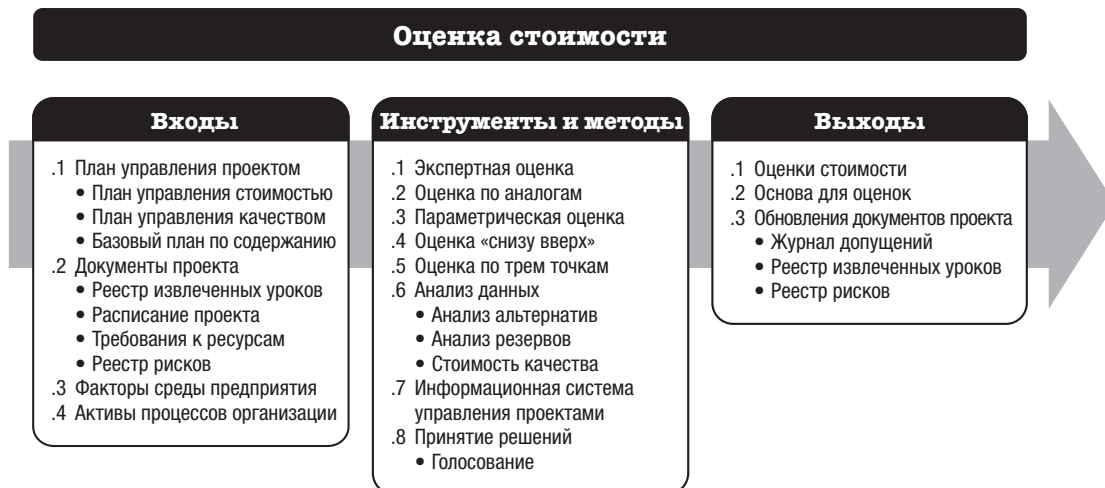 Оценка стоимости
Входы
.1 План управления проектом
• План управления стоимостью
• План управления качеством
• Базовый план по содержанию
.2 Документы проекта
• Реестр извлеченных уроков
• Расписание проекта
• Требования к ресурсам
• Реестр рисков
.3 Факторы среды предприятия
.4 Активы процессов организации
Инструменты и методы
.1 Экспертная оценка
.2 Оценка по аналогам
.3 Параметрическая оценка
.4 Оценка «снизу вверх»
.5 Оценка по трем точкам
.6 Анализ данных
• Анализ альтернатив
• Анализ резервов
• Стоимость качества
.7 Информационная система
управления проектами
.8 Принятие решений
• Голосование
Выходы
.1 Оценки стоимости
.2 Основа для оценок
.3 Обновления документов проекта
• Журнал допущений
• Реестр извлеченных уроков
• Реестр рисков